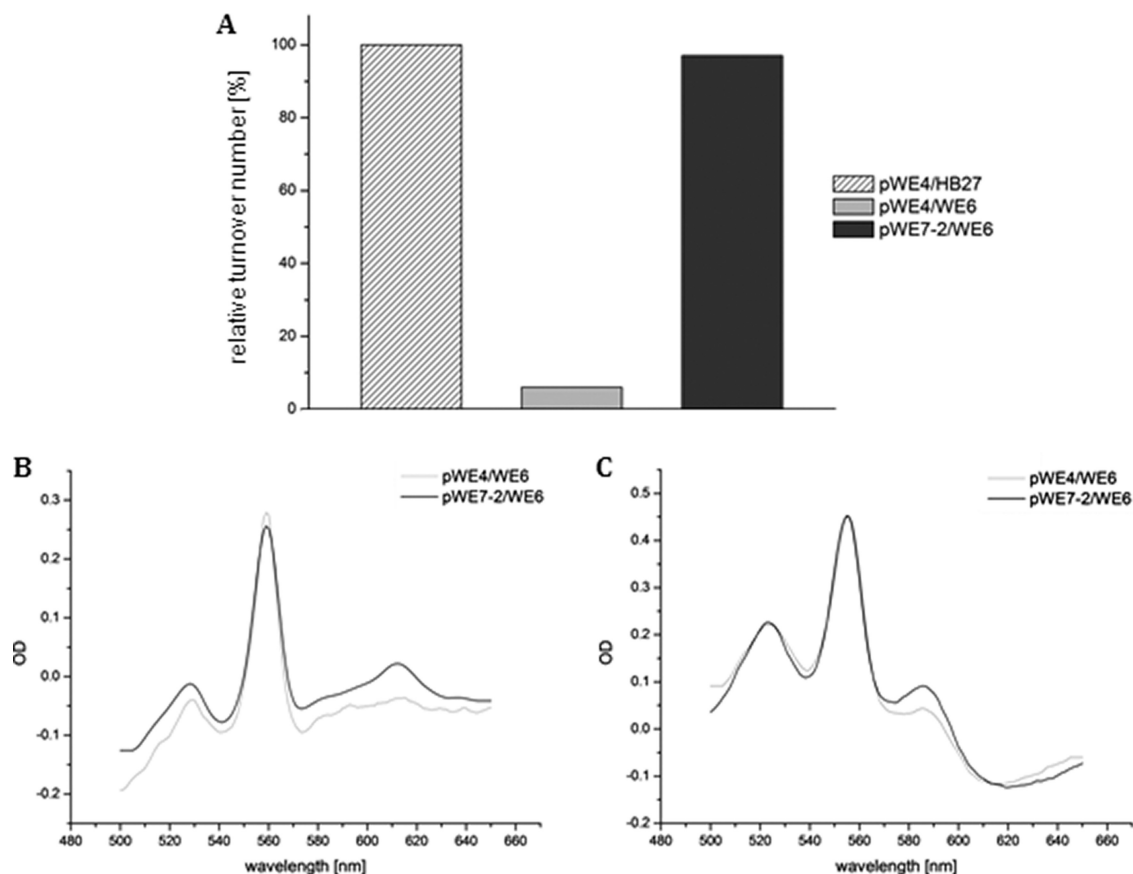 A
relative turnover number [%]
100
80
60
40
20
0
pWE4/HB27
pWE4/WE6
pWE7-2/WE6
B
OD
0.3
0.2
0.1
0.0
-0.1
-0.2
480 500 520 540 560 580 600 620 640 660
wavelength [nm]
pWE4/WE6
pWE7-2/WE6
C
OD
0.5
0.4
0.3
0.2
0.1
0.0
-0.1
-0.2
480 500 520 540 560 580 600 620 640 660
wavelength [nm]
pWE4/WE6
pWE7-2/WE6